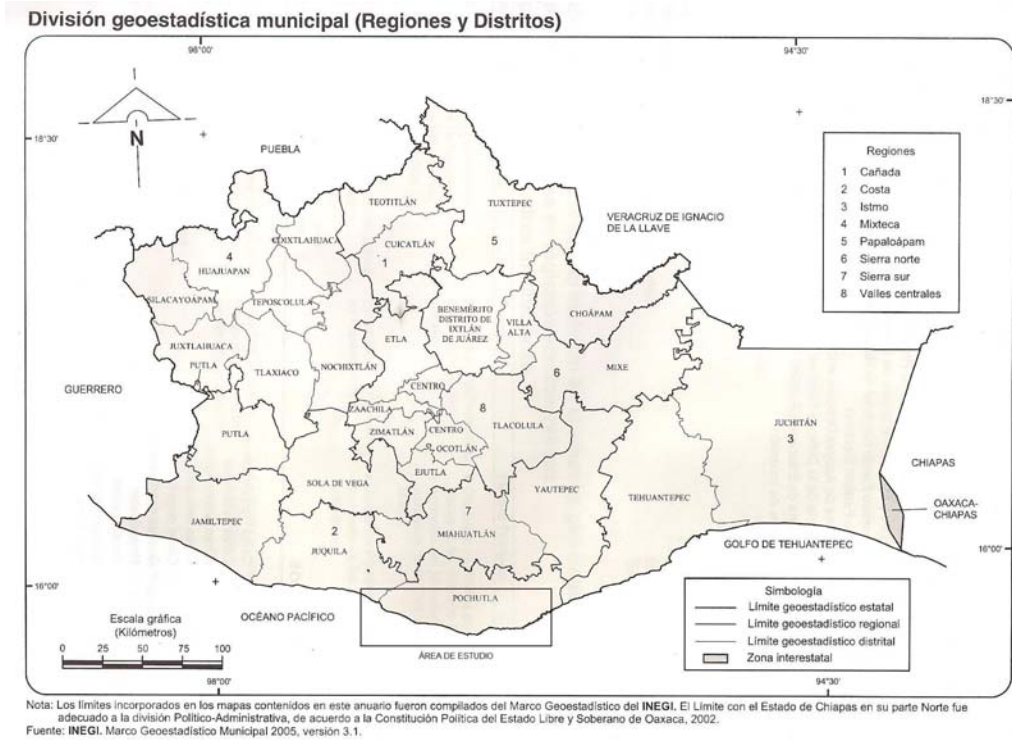 División geoestadística municipal (Regiones y Distritos)
98°00'
94°30'
18°30'
18°30'
N
PUEBLA
Regiones
1 Cañada
2 Costa
3 Istmo
4 Mixteca
5 Papaloápam
6 Sierra norte
7 Sierra sur
8 Valles centrales
TEOTITLÁN
TUXTEPEC
VERACRUZ DE IGNACIO
DE LA LLAVE
COIXTLAHUACA
CUICATLÁN
5
4
1
HUAJUAPAN
SILACAYOÁPAM
TEPOSCOLULA
BENEMÉRITO
DISTRITO DE
IXTLÁN
DE JUÁREZ
VILLA
ALTA
CHOÁPAM
ETLA
JUXTLAHUACA
PUTLA
TLAXIACO
NOCHIXTLÁN
MIXE
6
GUERRERO
CENTRO
ZAACHILA
8
TLACOLULA
ZIMATLÁN
CENTRO
JUCHITÁN
3
PUTLA
OCOTLÁN
EJUTLA
CHIAPAS
SOLA DE VEGA
YAUTEPEC
TEHUANTEPEC
OAXACA-
CHIAPAS
JAMILTEPEC
7
MIAHUATLÁN
2
JUQUILA
GOLFO DE TEHUANTEPEC
16°00'
16°00'
POCHUTLA
OCÉANO PACÍFICO
ÁREA DE ESTUDIO
Escala gráfica
(Kilómetros)
0 25 50 75 100
Simbología
Límite geoestadístico estatal
Límite geoestadístico regional
Límite geoestadístico distrital
Zona interestatal
98°00'
94°30'
Nota: Los límites incorporados en los mapas contenidos en este anuario fueron compilados del Marco Geoestadístico del INEGI. El Límite con el Estado de Chiapas en su parte Norte fue
adecuado a la división Político-Administrativa, de acuerdo a la Constitución Política del Estado Libre y Soberano de Oaxaca, 2002.
Fuente: INEGI. Marco Geoestadístico Municipal 2005, versión 3.1.